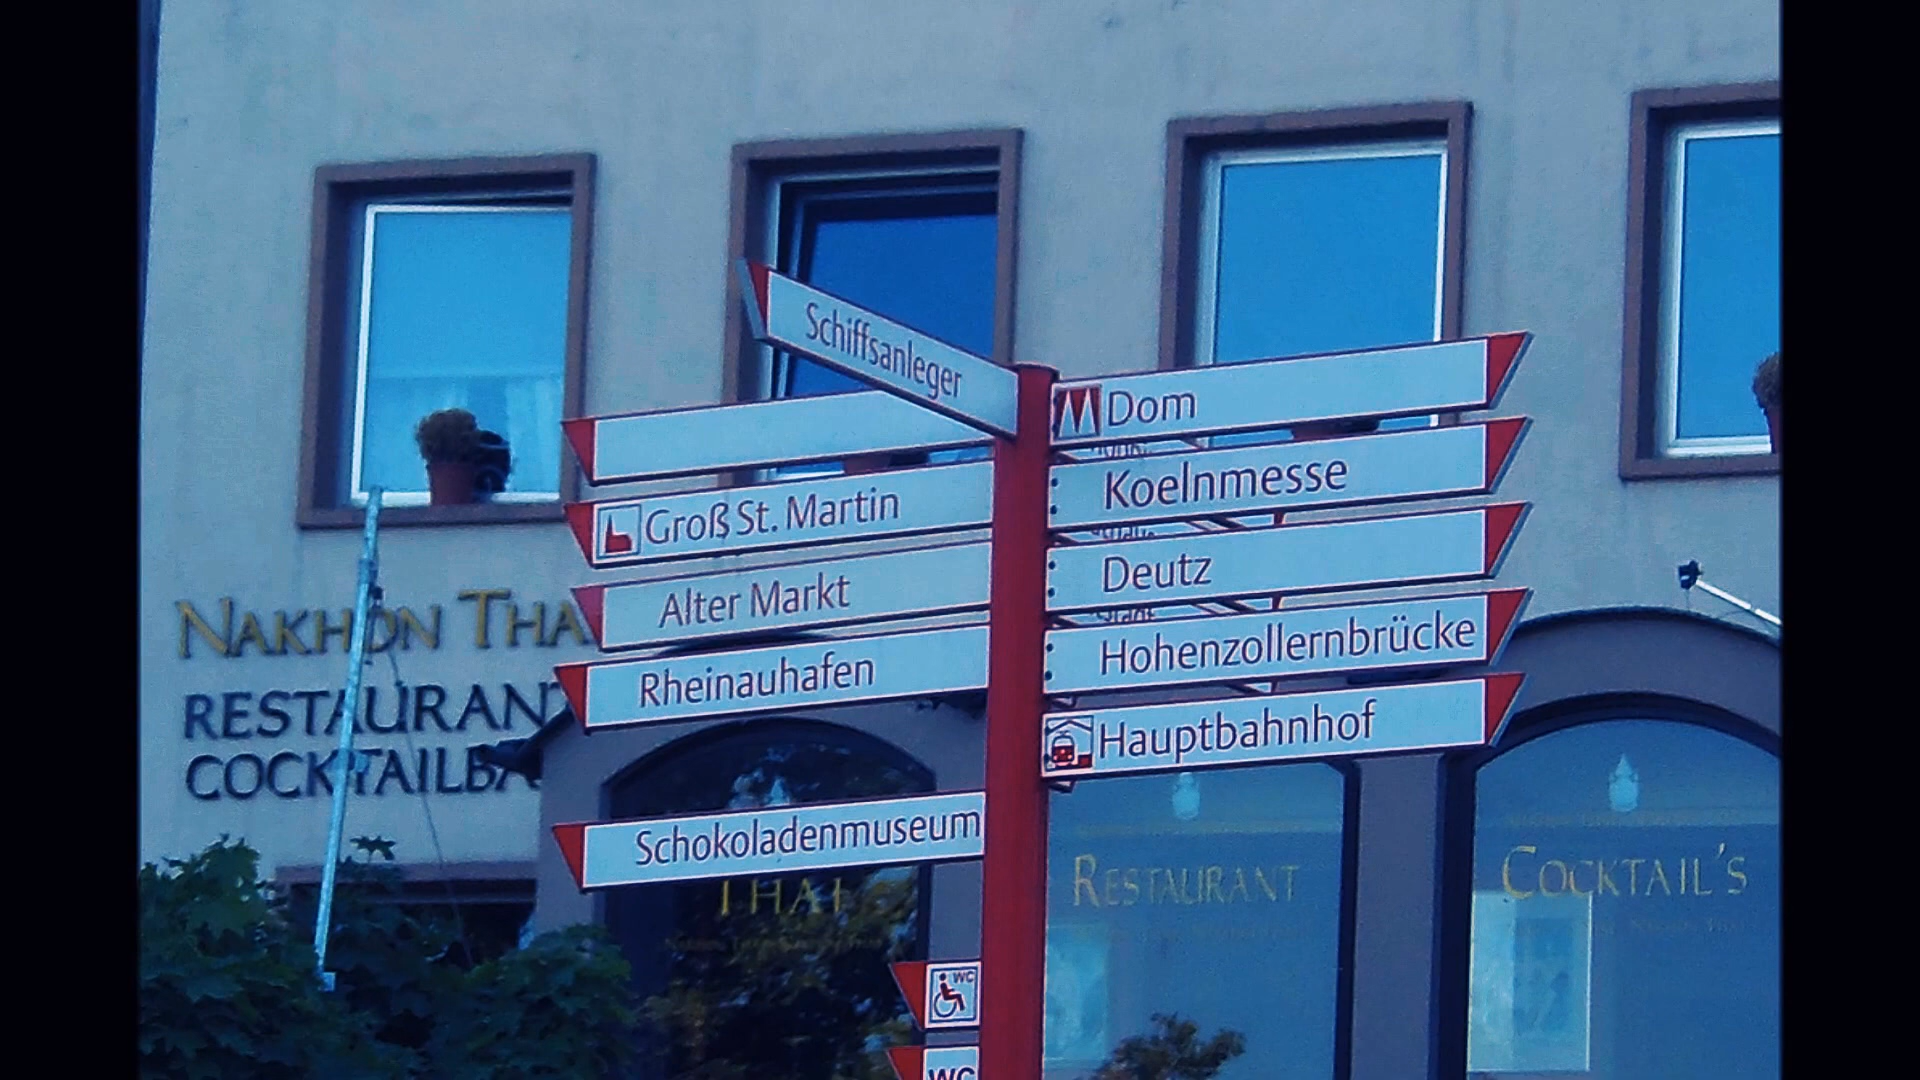 Schiffsanleger
Dom
Groß St. Martin
Koelnmesse
Alter Markt
Deutz
Rheinauhafen
Hohenzollernbrücke
Hauptbahnhof
Schokoladenmuseum
NAKHON THA
RESTAURANT
COCKTAILBA
THAI
RESTAURANT
COCKTAIL'S
WC
WC